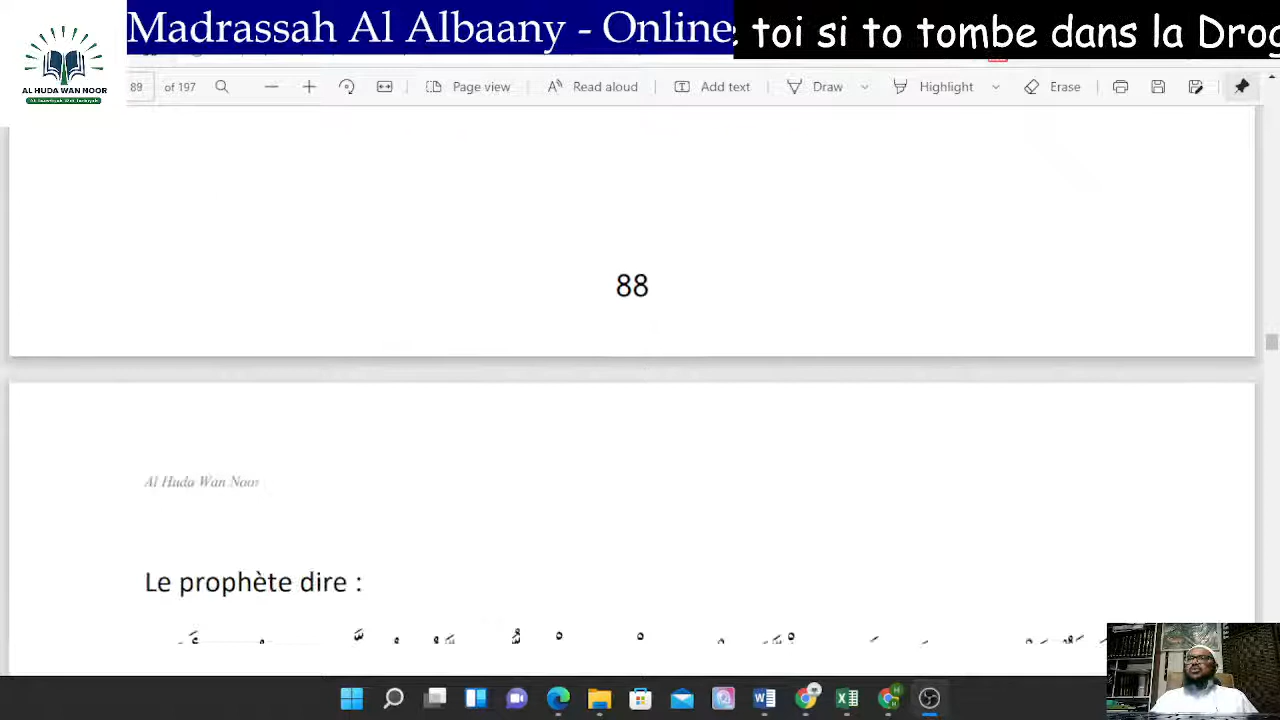 Madrassah Al Albaany - Online
toi si to tombe dans la Drog
AL HUDA WAN NOOR
89 of 197
Page view
Read aloud
Add text
Draw
Highlight
Erase
88
Al Huda Wan Noor
Le prophète dire :